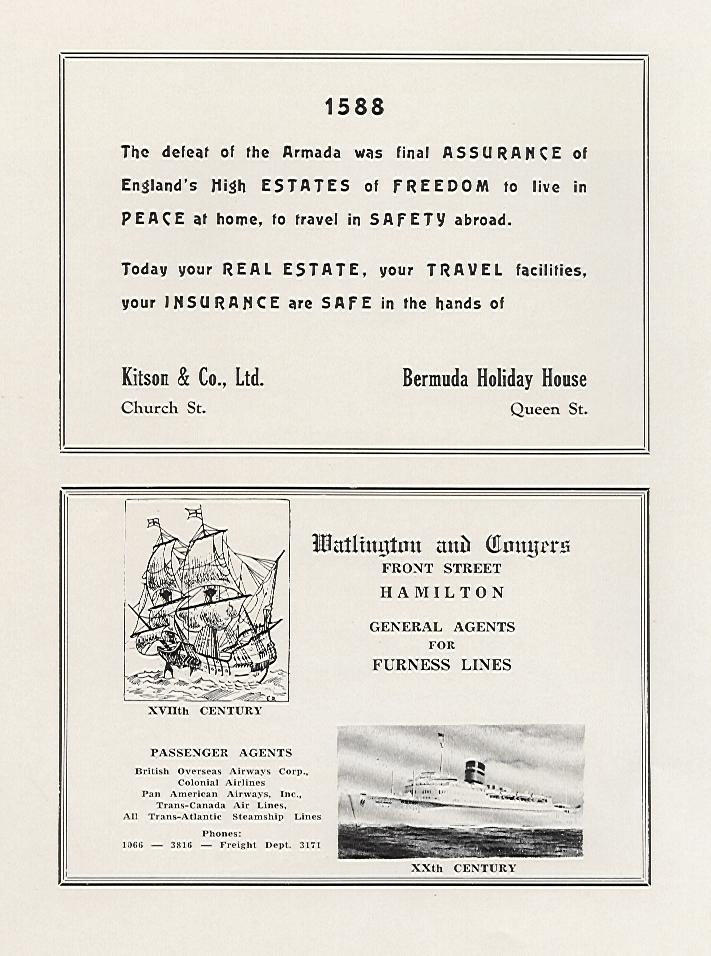 1588
The defeat of the Armada was final ASSURANCE of
England's High ESTATES of FREEDOM to live in
PEACE at home, to travel in SAFETY abroad.
Today your REAL ESTATE, your TRAVEL facilities,
your INSURANCE are SAFE in the hands of
Kitson & Co., Ltd.
Church St.
Bermuda Holiday House
Queen St.
Watlington and Conyers
FRONT STREET
HAMILTON
GENERAL AGENTS
FOR
FURNESS LINES
XVIIth CENTURY
PASSENGER AGENTS
British Overseas Airways Corp.,
Colonial Airlines
Pan American Airways, Inc.,
Trans-Canada Air Lines,
All Trans-Atlantic Steamship Lines
Phones:
1066 — 3816 — Freight Dept. 3171
XXth CENTURY